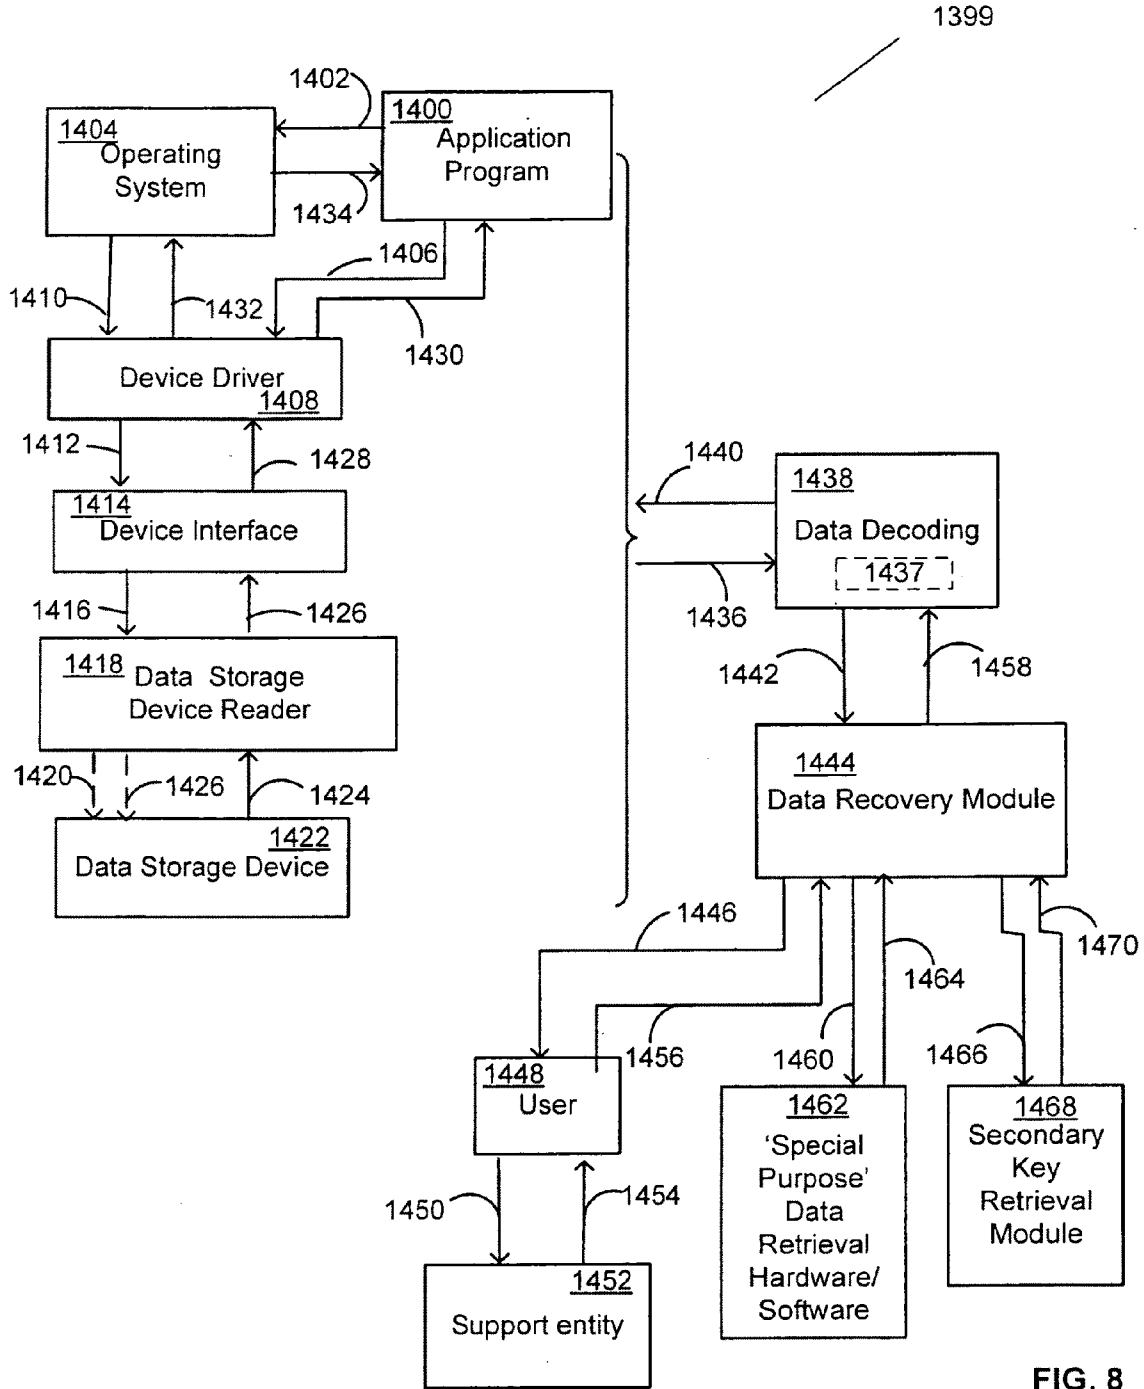 1399
1402
1400
Application
Program
1404
Operating
System
1434
1406
1410
1432
1430
Device Driver
1408
1412
1428
1414
Device Interface
1416
1426
1418
Data Storage
Device Reader
1420
1426
1424
1422
Data Storage Device
1440
1438
Data Decoding
1437
1436
1442
1458
1444
Data Recovery Module
1446
1470
1464
1456
1460
1466
1448
User
1462
'Special
Purpose'
Data
Retrieval
Hardware/
Software
1468
Secondary
Key
Retrieval
Module
1450
1454
1452
Support entity
FIG. 8